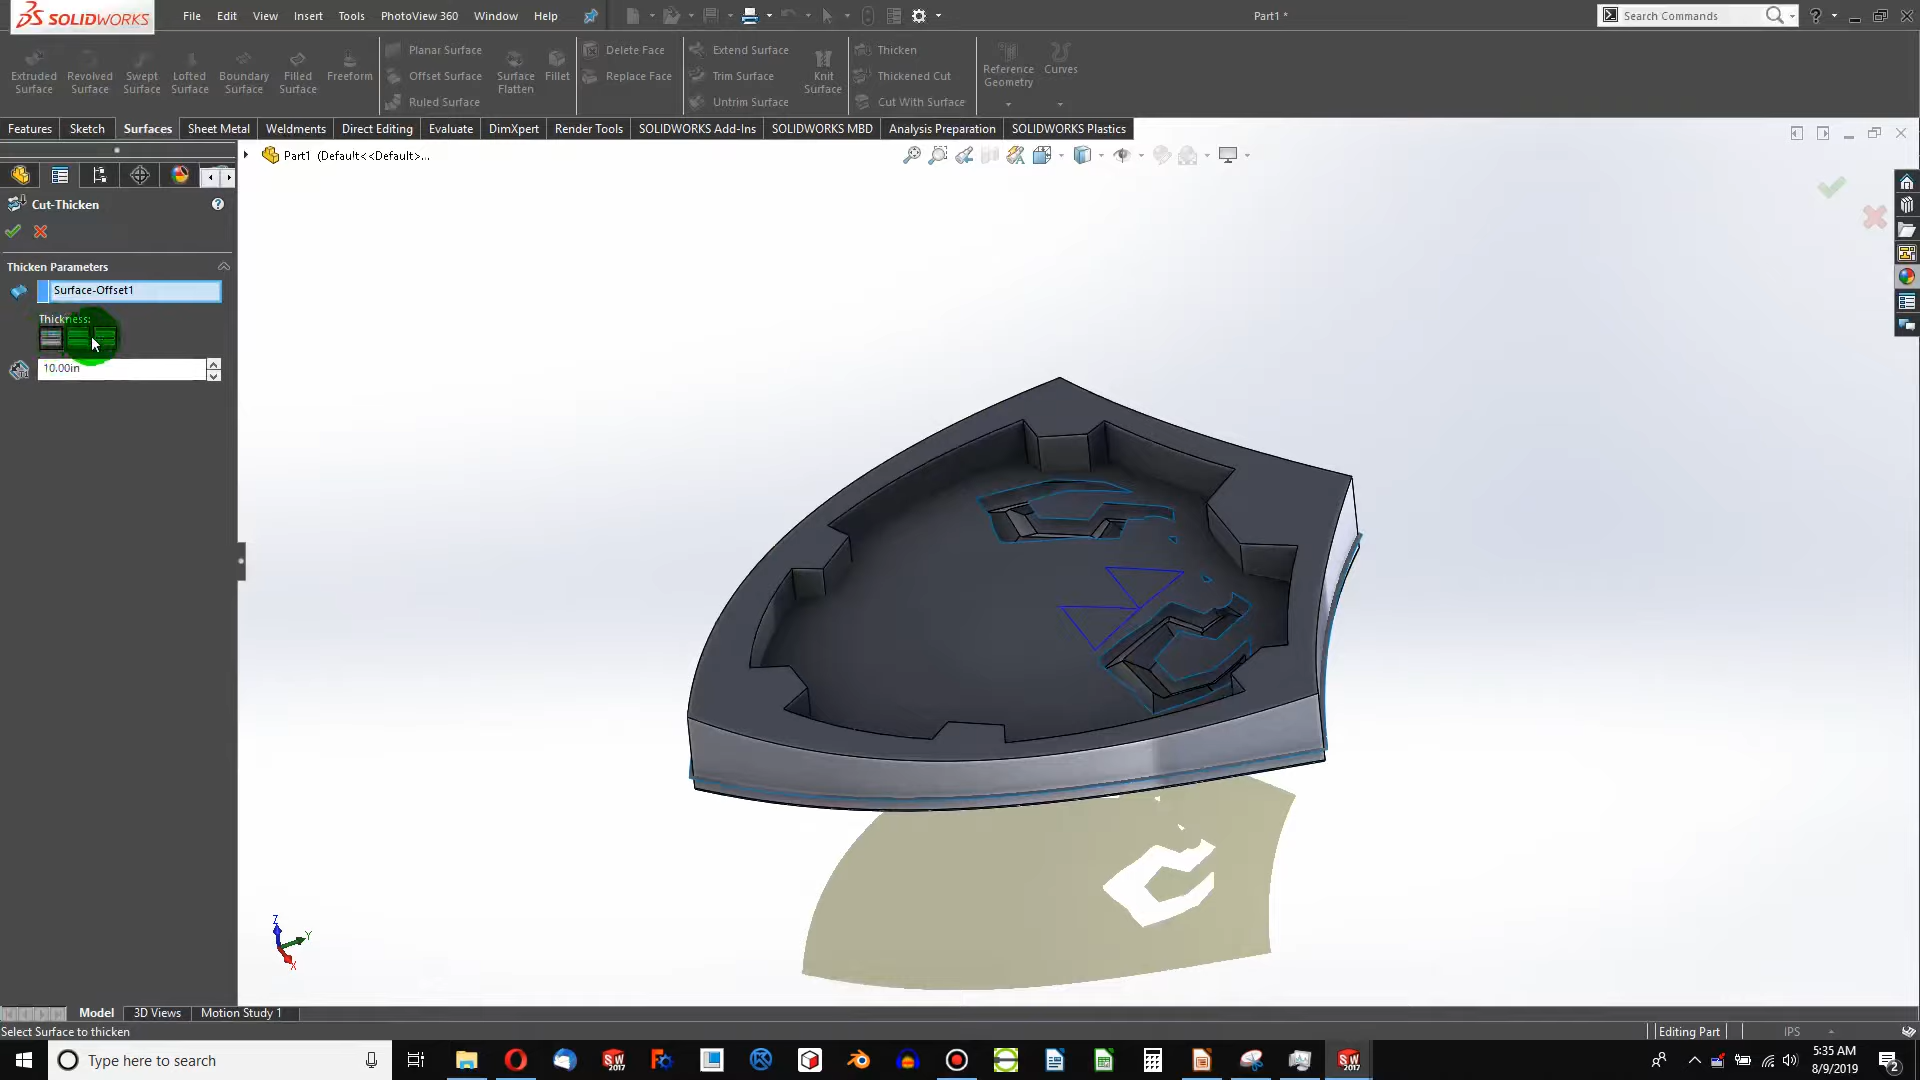 SOLIDWORKS File Edit View Insert Tools PhotoView 360 Window Help Part1 * Search Commands ?
Extruded Surface Revolved Surface Swept Surface Lofted Surface Boundary Surface Filled Surface Freeform
Planar Surface
Offset Surface
Ruled Surface
Surface Flatten Fillet
Delete Face
Replace Face
Extend Surface
Trim Surface
Untrim Surface
Knit Surface
Thicken
Thickened Cut
Cut With Surface
Reference Geometry Curves
Features Sketch Surfaces Sheet Metal Weldments Direct Editing Evaluate DimXpert Render Tools SOLIDWORKS Add-Ins SOLIDWORKS MBD Analysis Preparation SOLIDWORKS Plastics
Part1 (Default<<Default>...
Cut-Thicken ?
Thicken Parameters
Surface-Offset1
Thickness:
10.00in
Z
Y
X
Model 3D Views Motion Study 1
Select Surface to thicken Editing Part IPS
Type here to search SW 2017 SW 2017 5:35 AM
8/9/2019 2